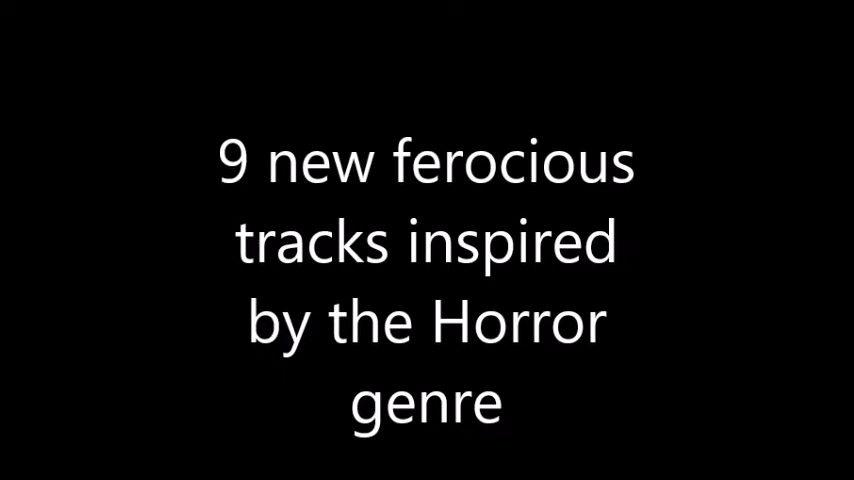 9 new ferocious
tracks inspired
by the Horror
genre